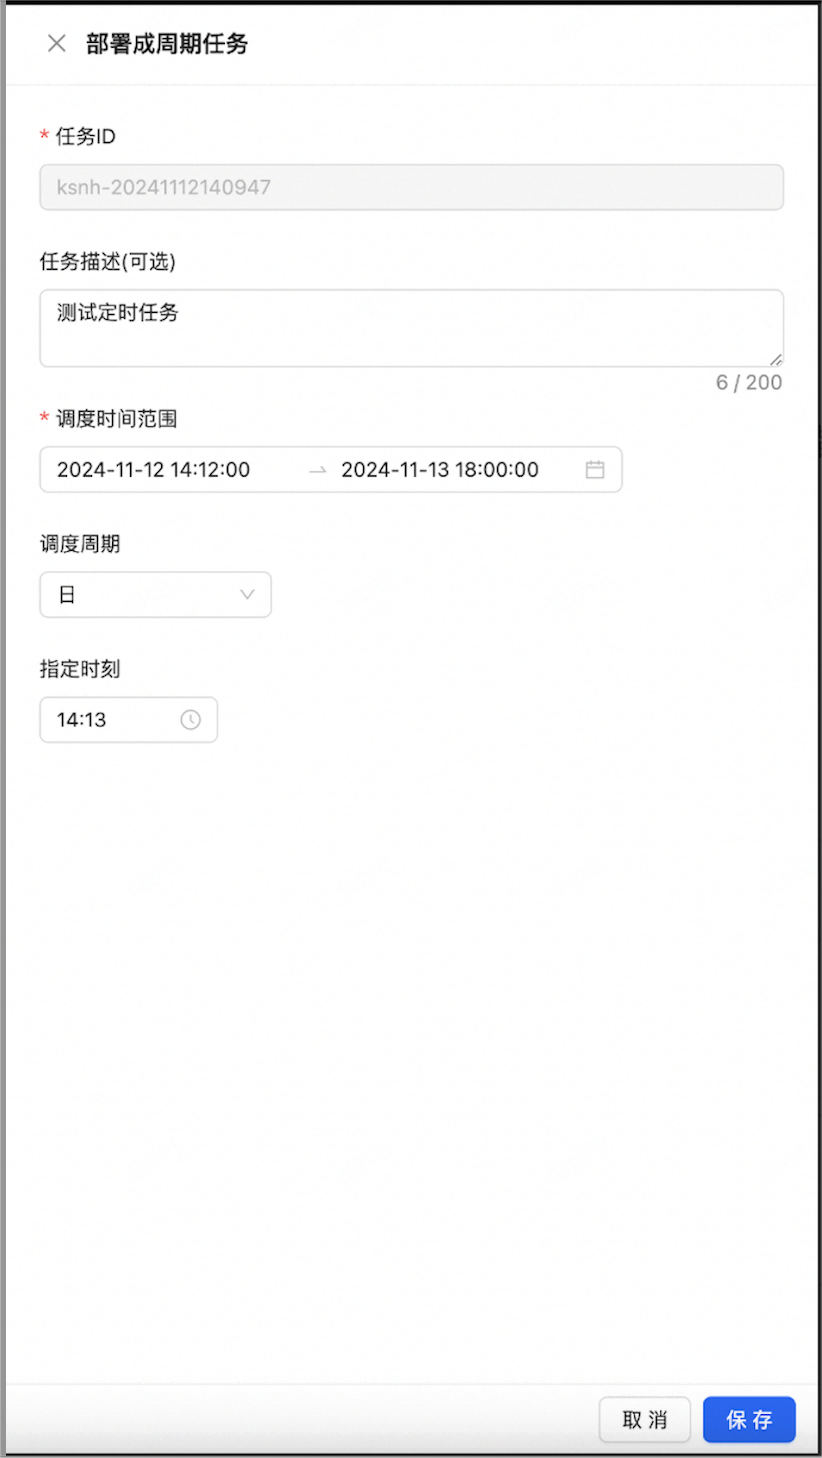 部署成周期任务
* 任务ID
ksnh-20241112140947
任务描述(可选)
测试定时任务
6 / 200
* 调度时间范围
2024-11-12 14:12:00 → 2024-11-13 18:00:00
调度周期
日
指定时刻
14:13
取 消 保 存